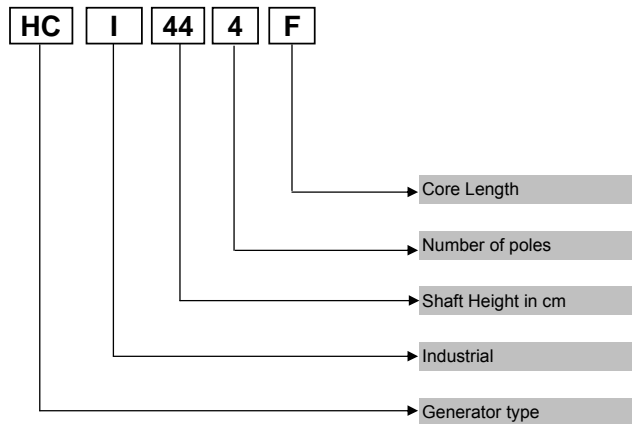 HC I 44 4 F
Core Length
Number of poles
Shaft Height in cm
Industrial
Generator type